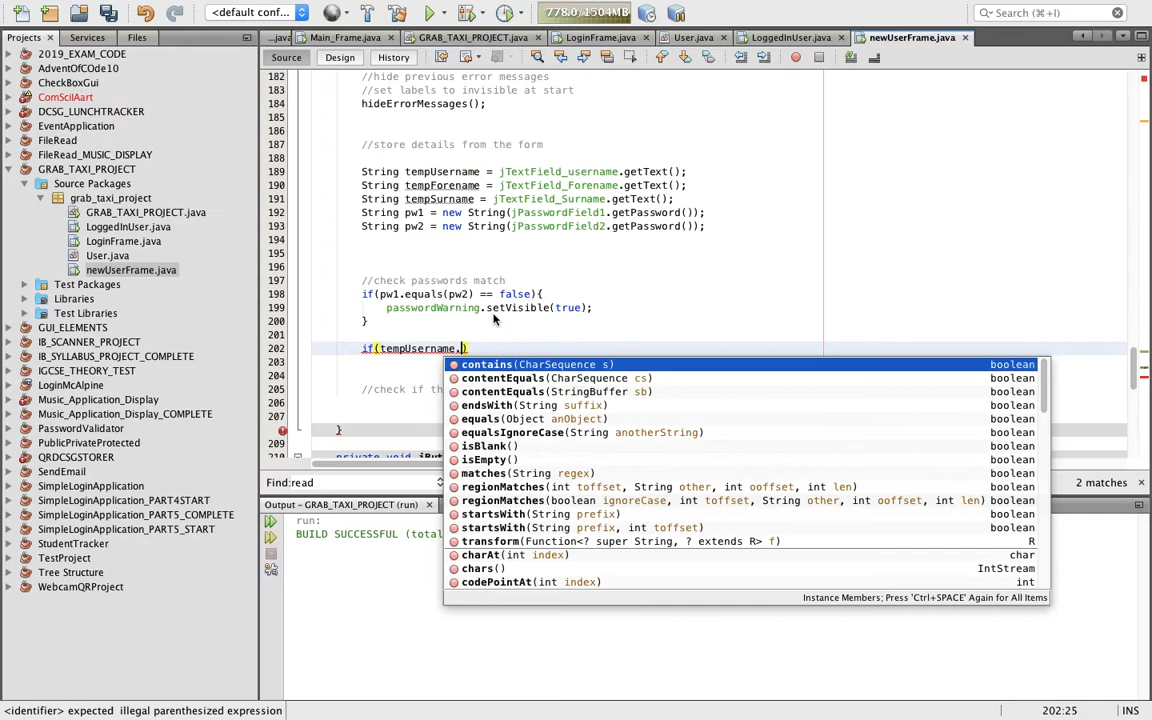 <default conf...
778.0/1504MB
Search (⌘+I)
Projects
Services
Files
...java
Main_Frame.java
GRAB_TAXI_PROJECT.java
LoginFrame.java
User.java
LoggedInUser.java
newUserFrame.java
Source
Design
History
2019_EXAM_CODE
AdventOfCode10
CheckBoxGui
ComSciIAart
DCSG_LUNCHTRACKER
EventApplication
FileRead
FileRead_MUSIC_DISPLAY
GRAB_TAXI_PROJECT
Source Packages
grab_taxi_project
GRAB_TAXI_PROJECT.java
LoggedInUser.java
LoginFrame.java
User.java
newUserFrame.java
Test Packages
Libraries
Test Libraries
GUI_ELEMENTS
IB_SCANNER_PROJECT
IB_SYLLABUS_PROJECT_COMPLETE
IGCSE_THEORY_TEST
LoginMcAlpine
Music_Application_Display
Music_Application_Display_COMPLETE
PasswordValidator
PublicPrivateProtected
QRDCSGSTORER
SendEmail
SimpleLoginApplication
SimpleLoginApplication_PART4START
SimpleLoginApplication_PART5_COMPLETE
SimpleLoginApplication_PART5_START
StudentTracker
TestProject
Tree Structure
WebcamQRProject
182 //hide previous error messages
183 //set labels to invisible at start
184 hideErrorMessages();
185
186
187 //store details from the form
188
189 String tempUsername = jTextField_username.getText();
190 String tempForename = jTextField_Forename.getText();
191 String tempSurname = jTextField_Surname.getText();
192 String pw1 = new String(jPasswordField1.getPassword());
193 String pw2 = new String(jPasswordField2.getPassword());
194
195
196
197 //check passwords match
198 if(pw1.equals(pw2) == false){
199 passwordWarning.setVisible(true);
200 }
201
202 if(tempUsername.)
203
204
205 //check if th
206
207
}
209
210 private void jBut
contains(CharSequence s) boolean
contentEquals(CharSequence cs) boolean
contentEquals(StringBuffer sb) boolean
endsWith(String suffix) boolean
equals(Object anObject) boolean
equalsIgnoreCase(String anotherString) boolean
isBlank() boolean
isEmpty() boolean
matches(String regex) boolean
regionMatches(int toffset, String other, int ooffset, int len) boolean
regionMatches(boolean ignoreCase, int toffset, String other, int ooffset, int len) boolean
startsWith(String prefix) boolean
startsWith(String prefix, int toffset) boolean
transform(Function<? super String, ? extends R> f) R
charAt(int index) char
chars() IntStream
codePointAt(int index) int
Instance Members; Press 'Ctrl+SPACE' Again for All Items
Find:read
2 matches
Output - GRAB_TAXI_PROJECT (run)
run:
BUILD SUCCESSFUL (total
<identifier> expected illegal parenthesized expression
202:25
INS